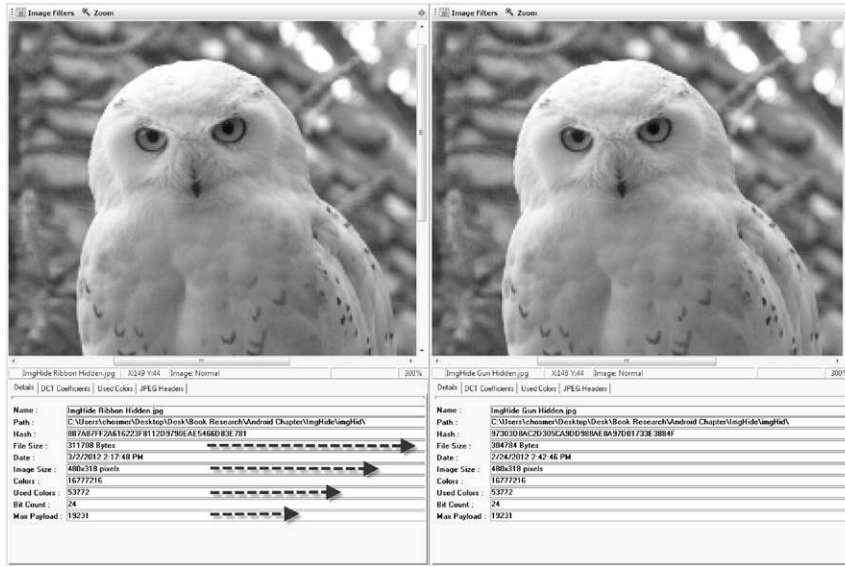 Image Filters Zoom
ImgHide Ribbon Hidden.jpg X:149 Y:44 Image: Normal 300%
Details DCT Coefficients Used Colors JPEG Headers
Name : ImgHide Ribbon Hidden.jpg
Path : C:\Users\chosmer\Desktop\Desk\Book Research\Android Chapter\ImgHide\imgHid\
Hash : 8B7A87FF2A616223F8112D9790EAE5466D83E781
File Size : 311708 Bytes
Date : 3/2/2012 2:17:48 PM
Image Size : 480x318 pixels
Colors : 16777216
Used Colors : 53772
Bit Count : 24
Max Payload : 19231
Image Filters Zoom
ImgHide Gun Hidden.jpg X:148 Y:44 Image: Normal 300%
Details DCT Coefficients Used Colors JPEG Headers
Name : ImgHide Gun Hidden.jpg
Path : C:\Users\chosmer\Desktop\Desk\Book Research\Android Chapter\ImgHide\imgHid\
Hash : 97303D8AC2D305CA9DD988AE8A97D01733E3884F
File Size : 304784 Bytes
Date : 2/24/2012 2:42:46 PM
Image Size : 480x318 pixels
Colors : 16777216
Used Colors : 53772
Bit Count : 24
Max Payload : 19231